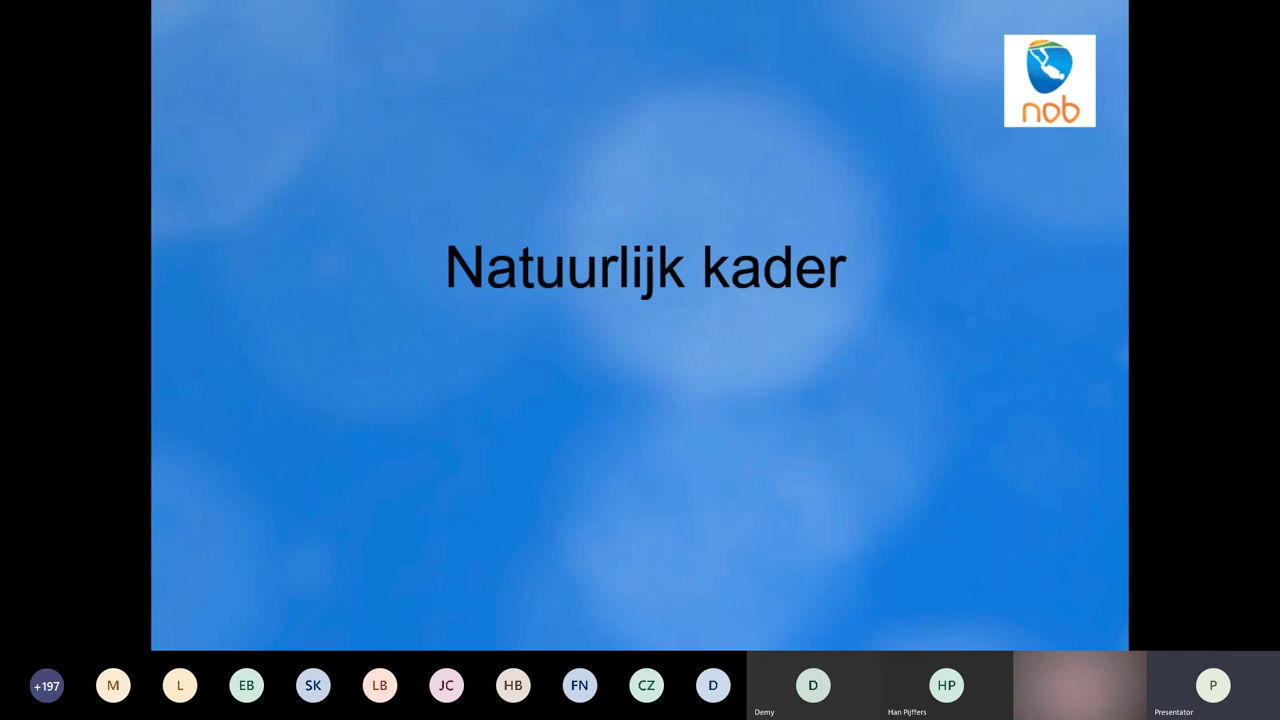 nob
Natuurlijk kader
+197
M
L
EB
SK
LB
JC
HB
FN
CZ
D
D
HP
P
Demy
Han Pijffers
Presentator